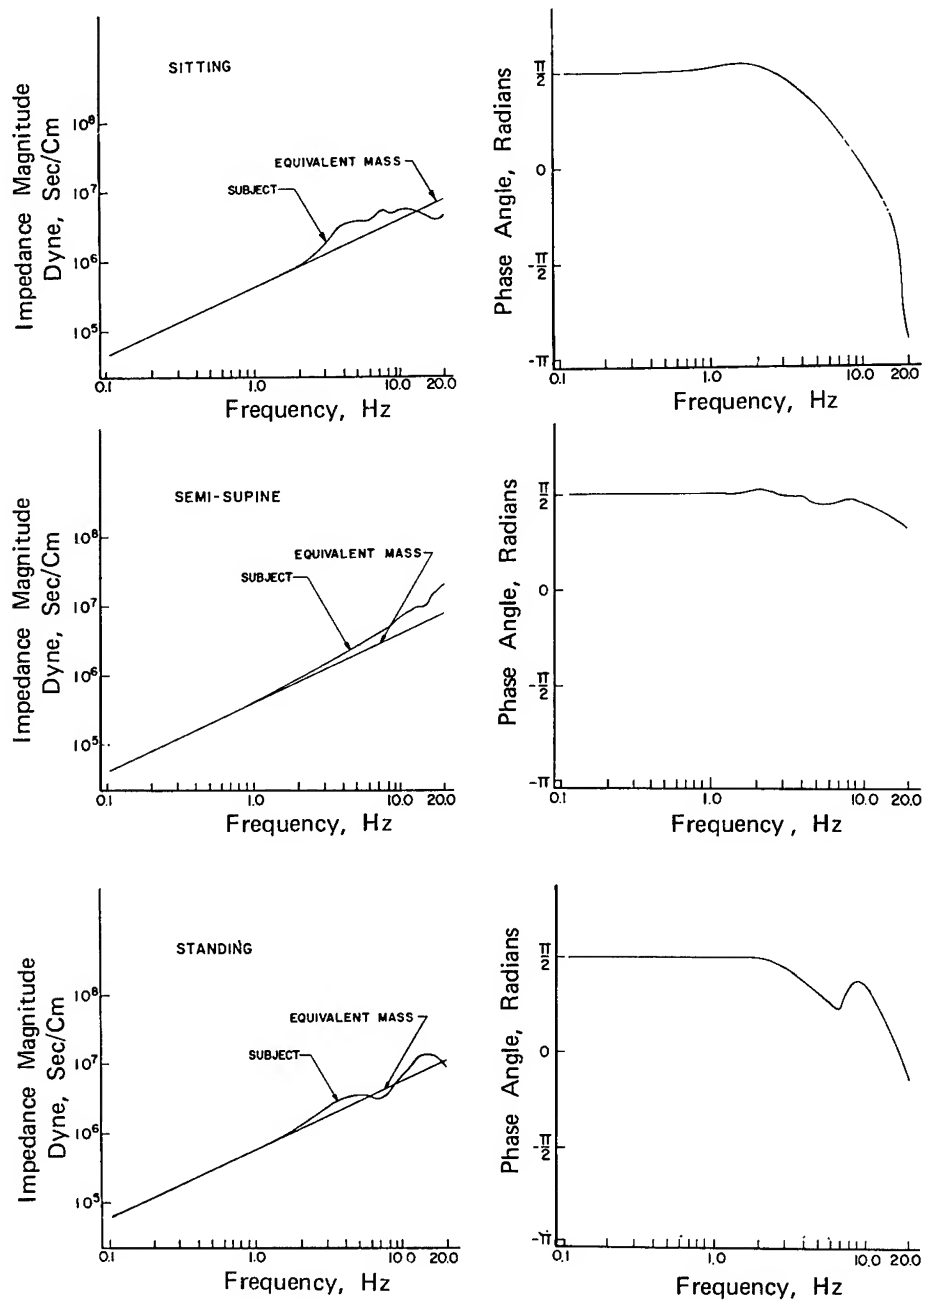 SITTING
Impedance Magnitude
Dyne, Sec/Cm
10⁸
10⁷
10⁶
10⁵
EQUIVALENT MASS
SUBJECT
0.1
1.0
10.0
20.0
Frequency, Hz
Phase Angle, Radians
π/2
0
-π/2
-π
0.1
1.0
10.0
20.0
Frequency, Hz
SEMI-SUPINE
Impedance Magnitude
Dyne, Sec/Cm
10⁸
10⁷
10⁶
10⁵
EQUIVALENT MASS
SUBJECT
0.1
1.0
10.0
20.0
Frequency, Hz
Phase Angle, Radians
π/2
0
-π/2
-π
0.1
1.0
10.0
20.0
Frequency, Hz
STANDING
Impedance Magnitude
Dyne, Sec/Cm
10⁸
10⁷
10⁶
10⁵
EQUIVALENT MASS
SUBJECT
0.1
1.0
10.0
20.0
Frequency, Hz
Phase Angle, Radians
π/2
0
-π/2
-π
0.1
1.0
10.0
20.0
Frequency, Hz